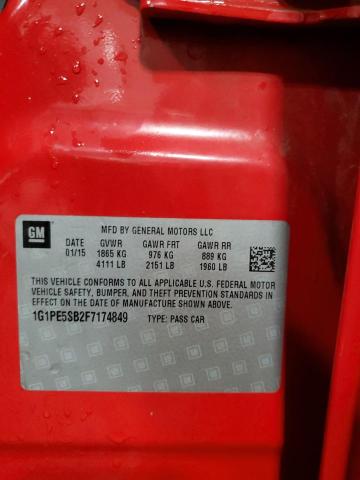 GM
MFD BY GENERAL MOTORS LLC
DATE GVWR GAWR FRT GAWR RR
01/15 1865 KG 976 KG 889 KG
4111 LB 2151 LB 1960 LB
THIS VEHICLE CONFORMS TO ALL APPLICABLE U.S. FEDERAL MOTOR
VEHICLE SAFETY, BUMPER, AND THEFT PREVENTION STANDARDS
IN EFFECT ON THE DATE OF MANUFACTURE SHOWN ABOVE.
1G1PE5SB2F7174849 TYPE: PASS CAR